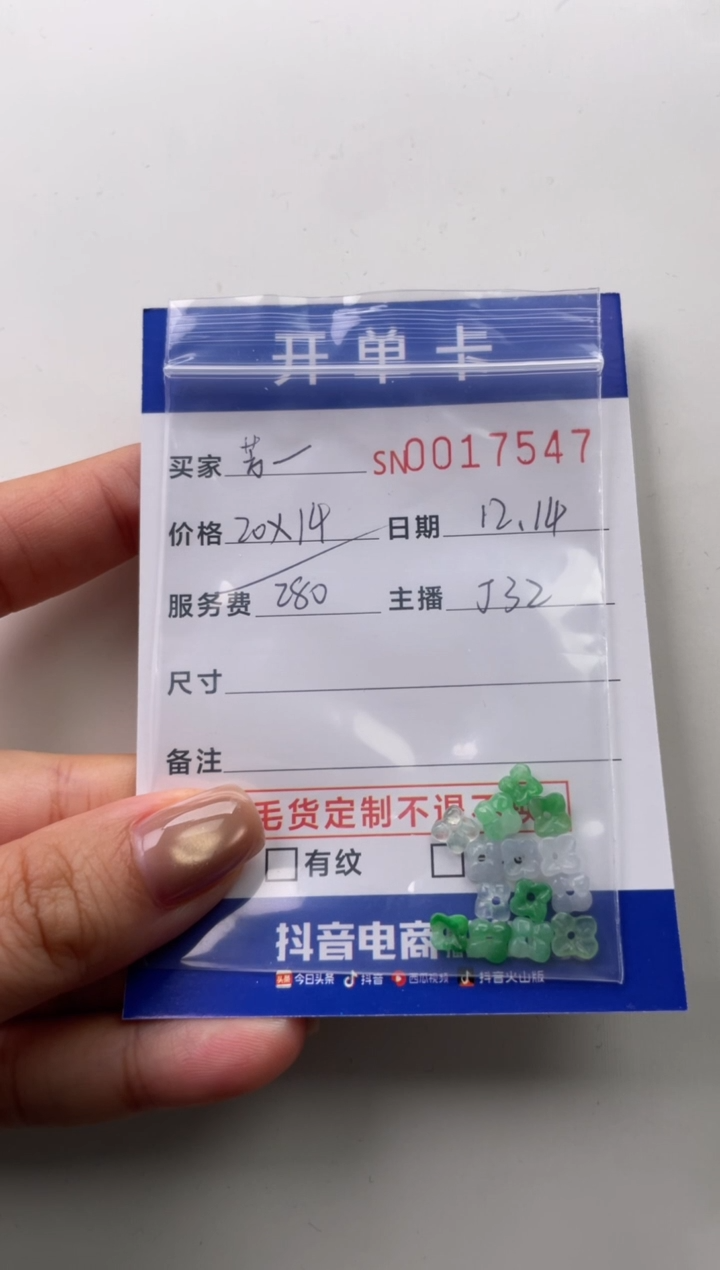 开单卡
买家 苦一 SN0017547
价格 20X14 日期 12.14
服务费 280 主播 J32
尺寸
备注
毛货定制不退
有纹
抖音电商
今日头条 抖音 西瓜视频 抖音火山版